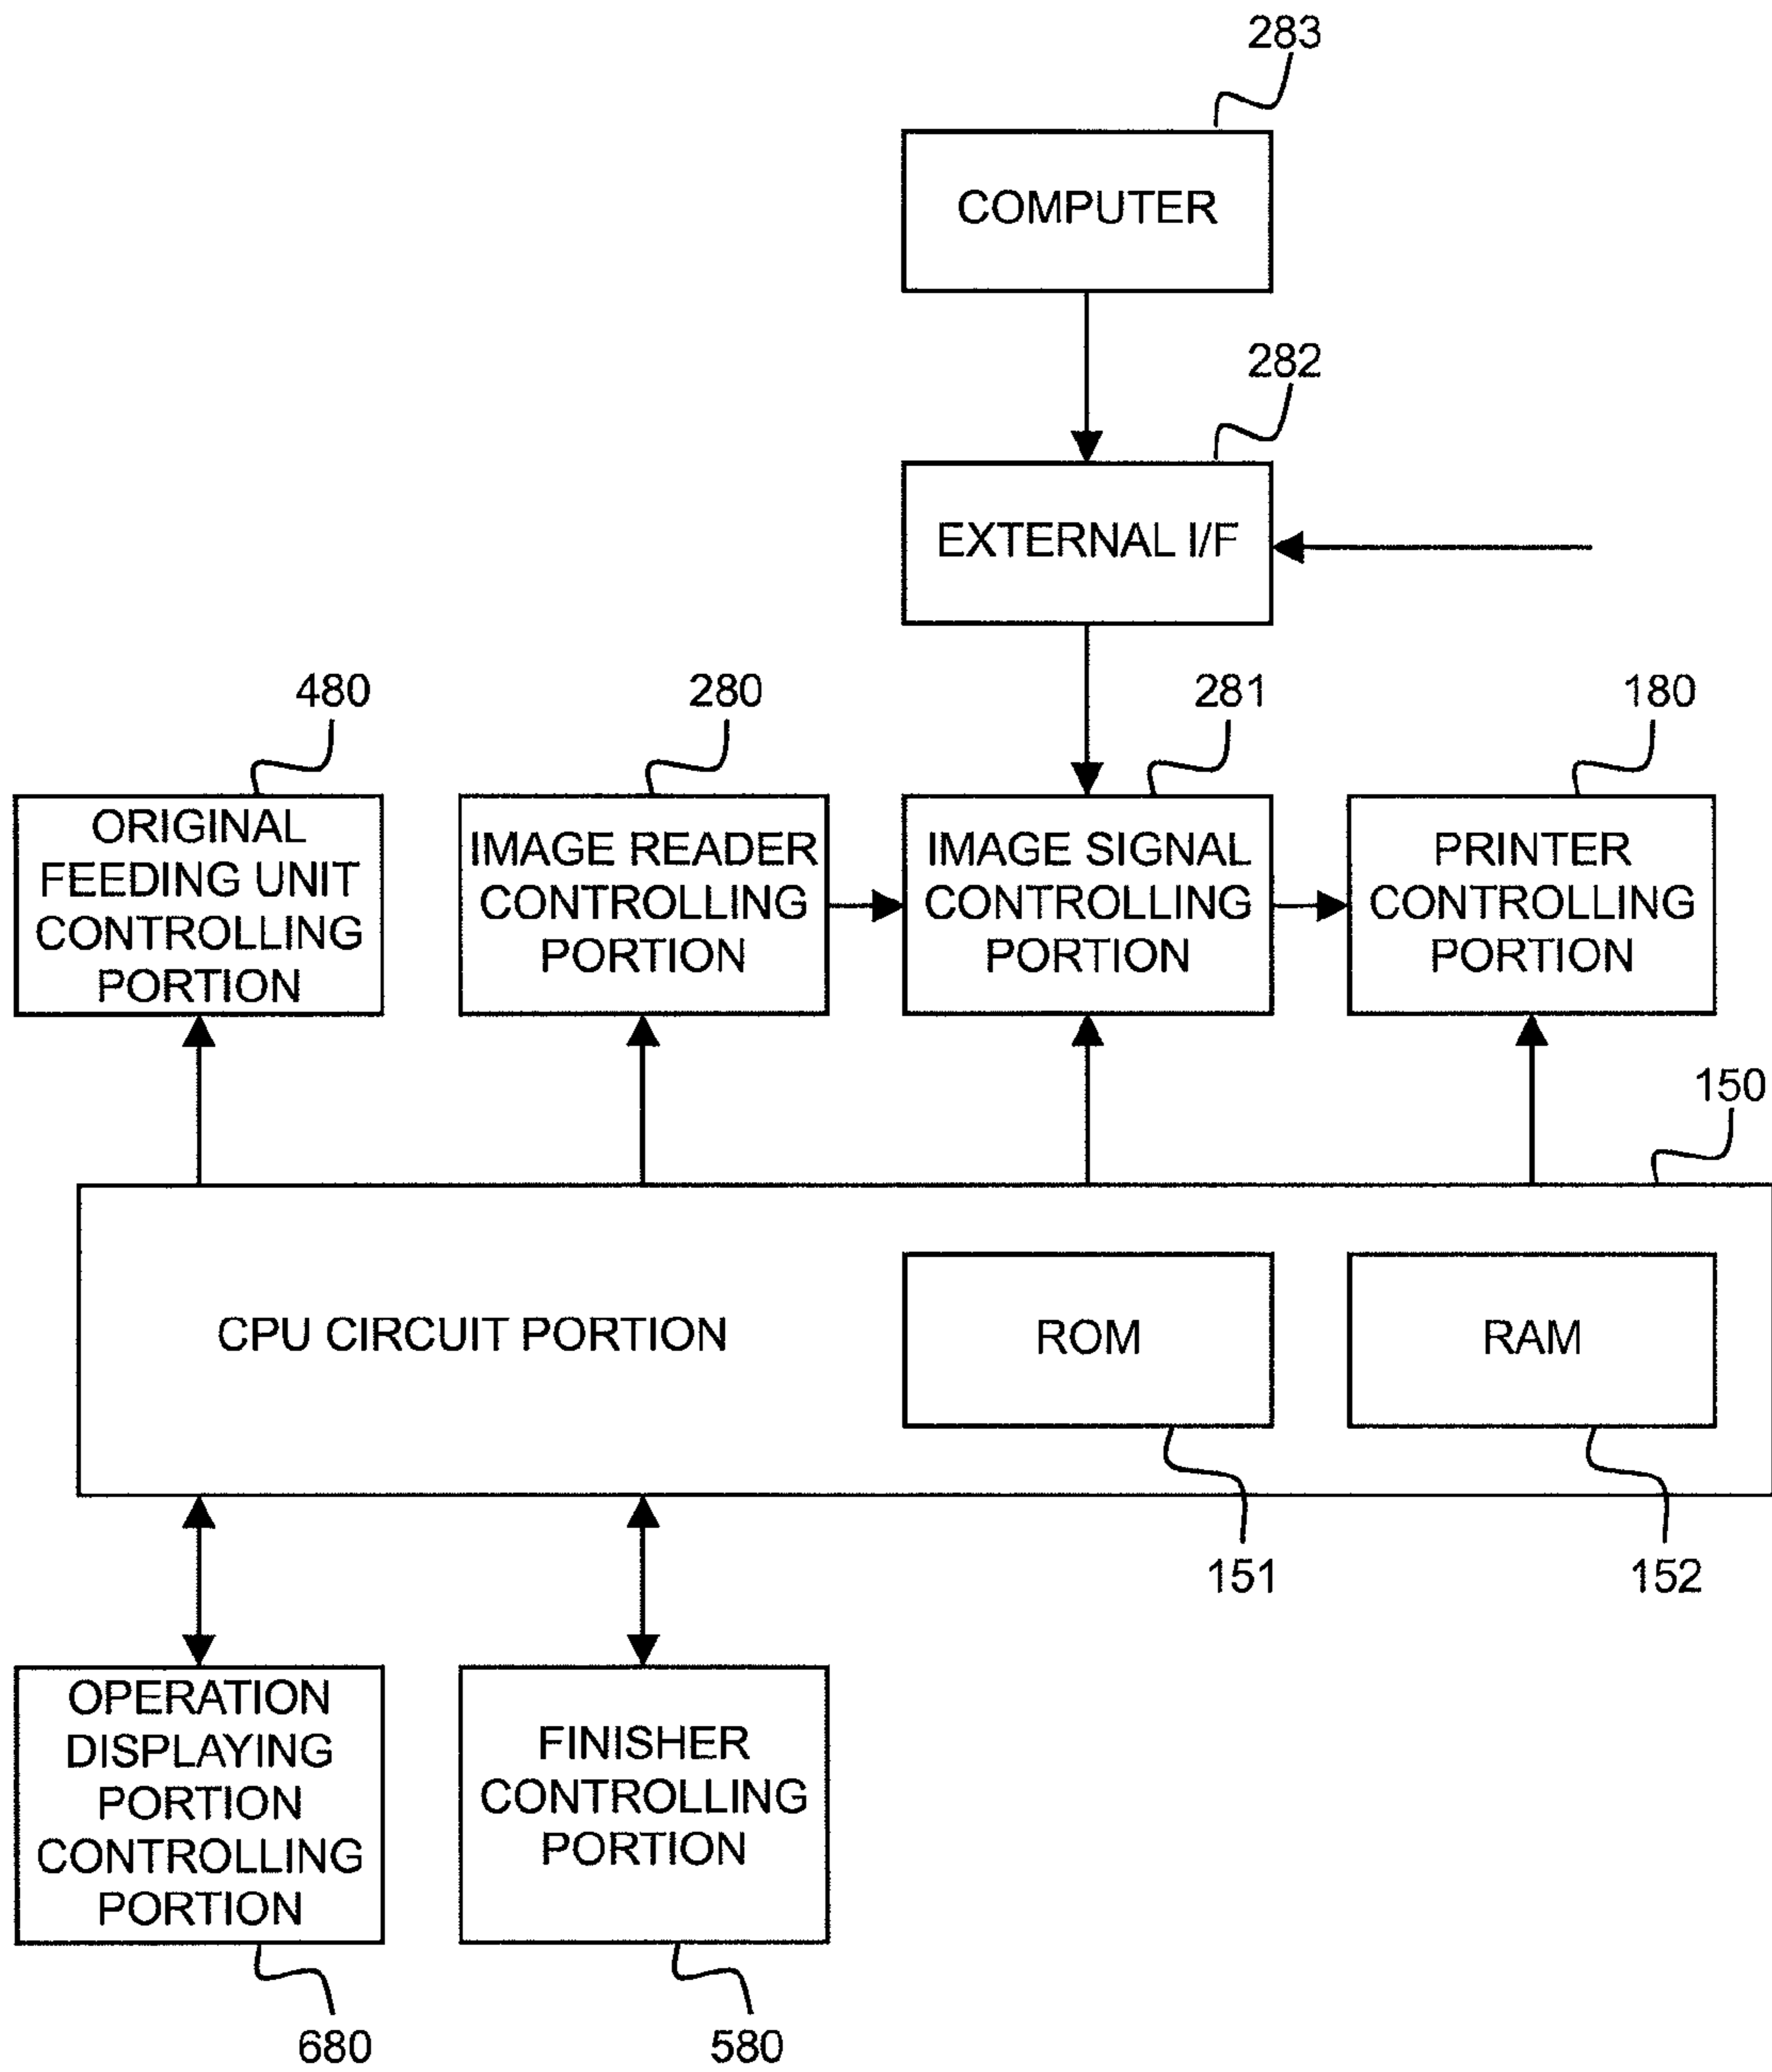 283
COMPUTER
282
EXTERNAL I/F
480
280
281
180
ORIGINAL
FEEDING UNIT
CONTROLLING
PORTION
IMAGE READER
CONTROLLING
PORTION
IMAGE SIGNAL
CONTROLLING
PORTION
PRINTER
CONTROLLING
PORTION
150
CPU CIRCUIT PORTION
ROM
RAM
151
152
OPERATION
DISPLAYING
PORTION
CONTROLLING
PORTION
FINISHER
CONTROLLING
PORTION
680
580